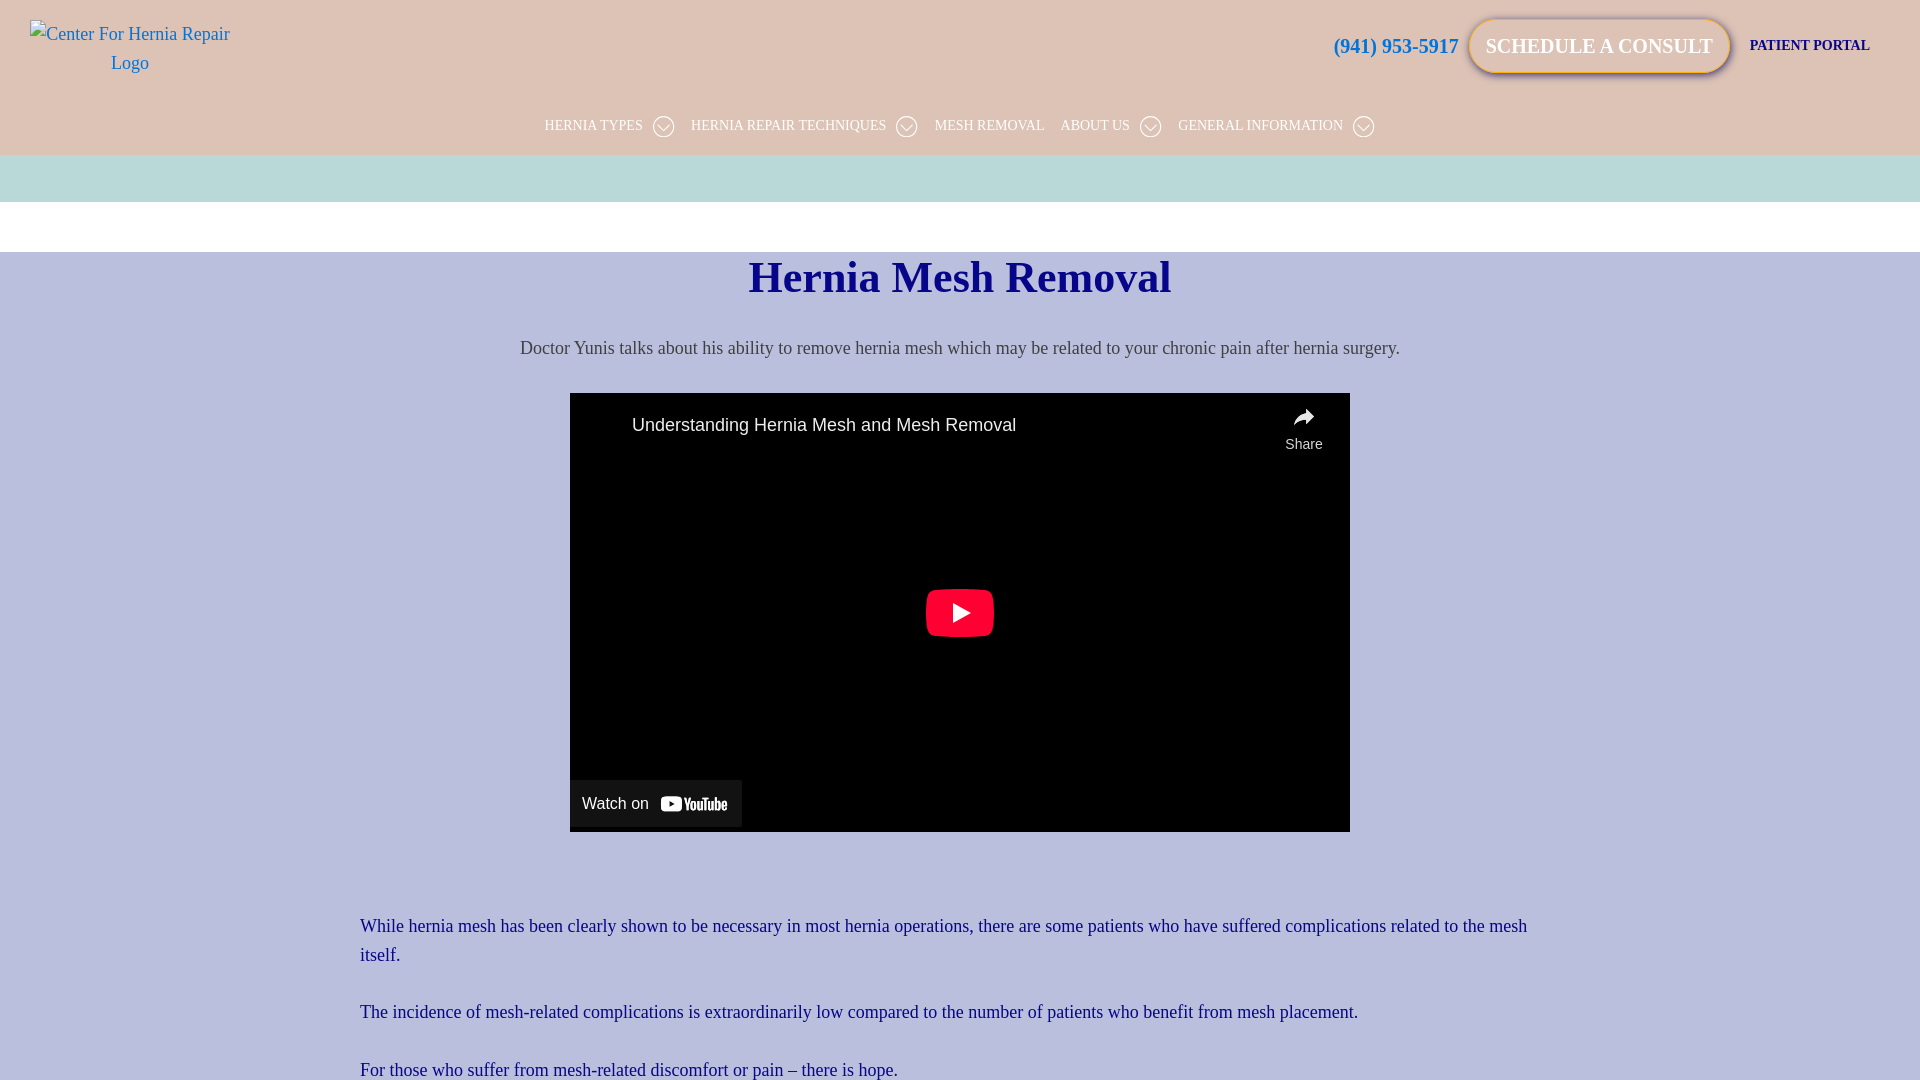 Center For Hernia Repair
Logo
(941) 953-5917
SCHEDULE A CONSULT
PATIENT PORTAL
HERNIA TYPES
HERNIA REPAIR TECHNIQUES
MESH REMOVAL
ABOUT US
GENERAL INFORMATION
Hernia Mesh Removal
Doctor Yunis talks about his ability to remove hernia mesh which may be related to your chronic pain after hernia surgery.
Understanding Hernia Mesh and Mesh Removal
Share
Watch on YouTube
While hernia mesh has been clearly shown to be necessary in most hernia operations, there are some patients who have suffered complications related to the mesh
itself.
The incidence of mesh-related complications is extraordinarily low compared to the number of patients who benefit from mesh placement.
For those who suffer from mesh-related discomfort or pain – there is hope.